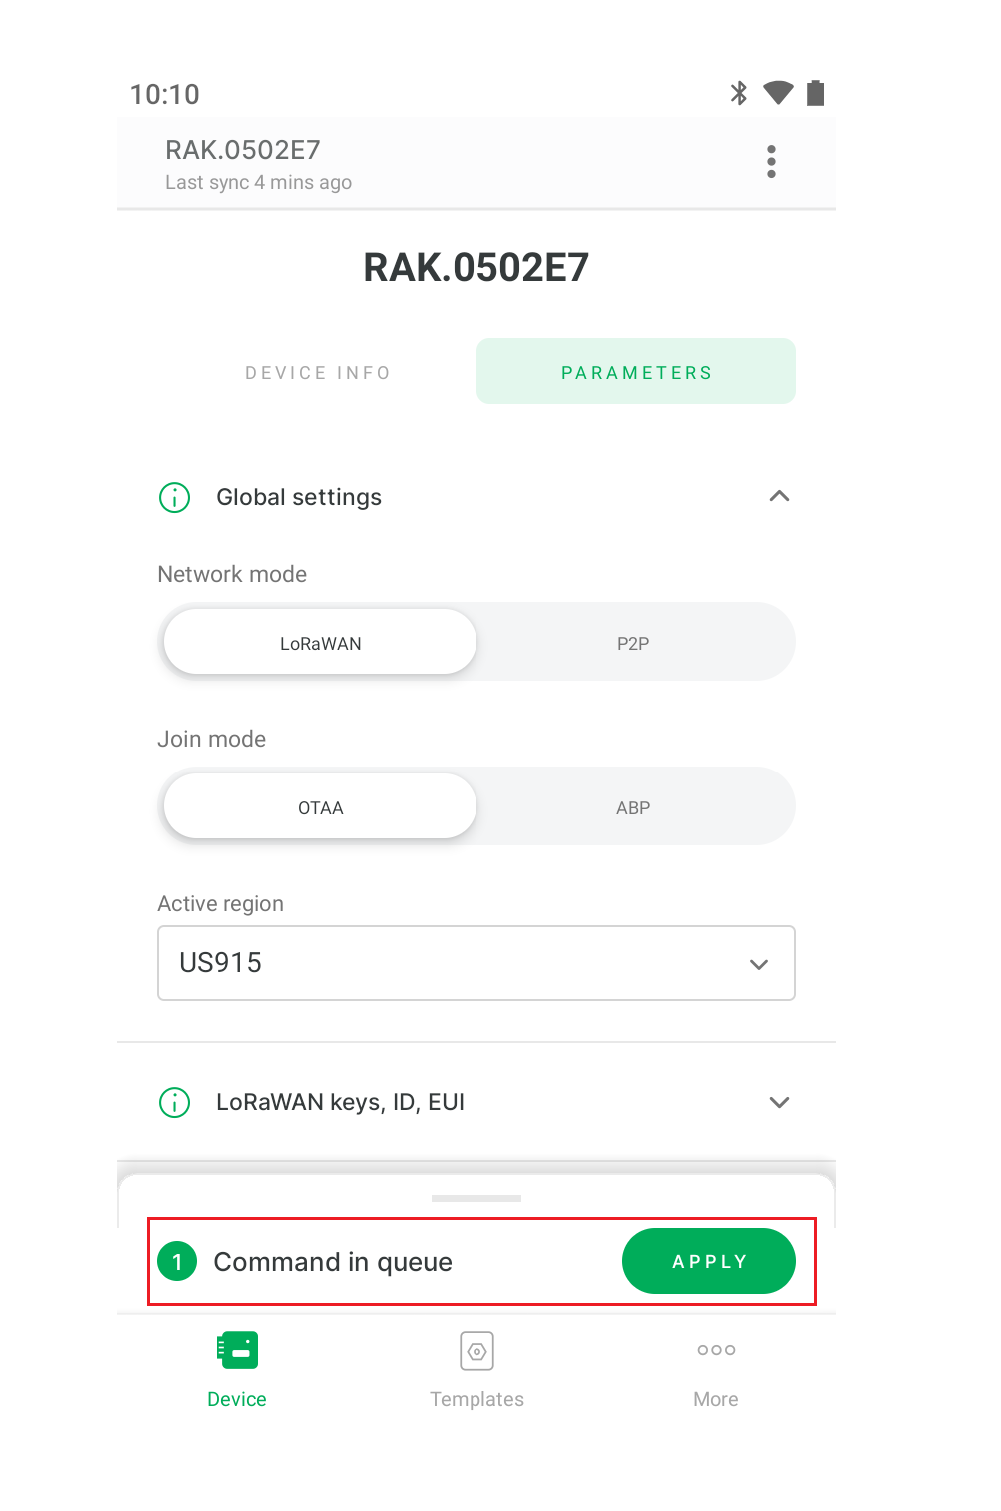 10:10
RAK.0502E7
Last sync 4 mins ago
RAK.0502E7
DEVICE INFO
PARAMETERS
Global settings
Network mode
LoRaWAN
P2P
Join mode
OTAA
ABP
Active region
US915
LoRaWAN keys, ID, EUI
1 Command in queue
APPLY
Device
Templates
More